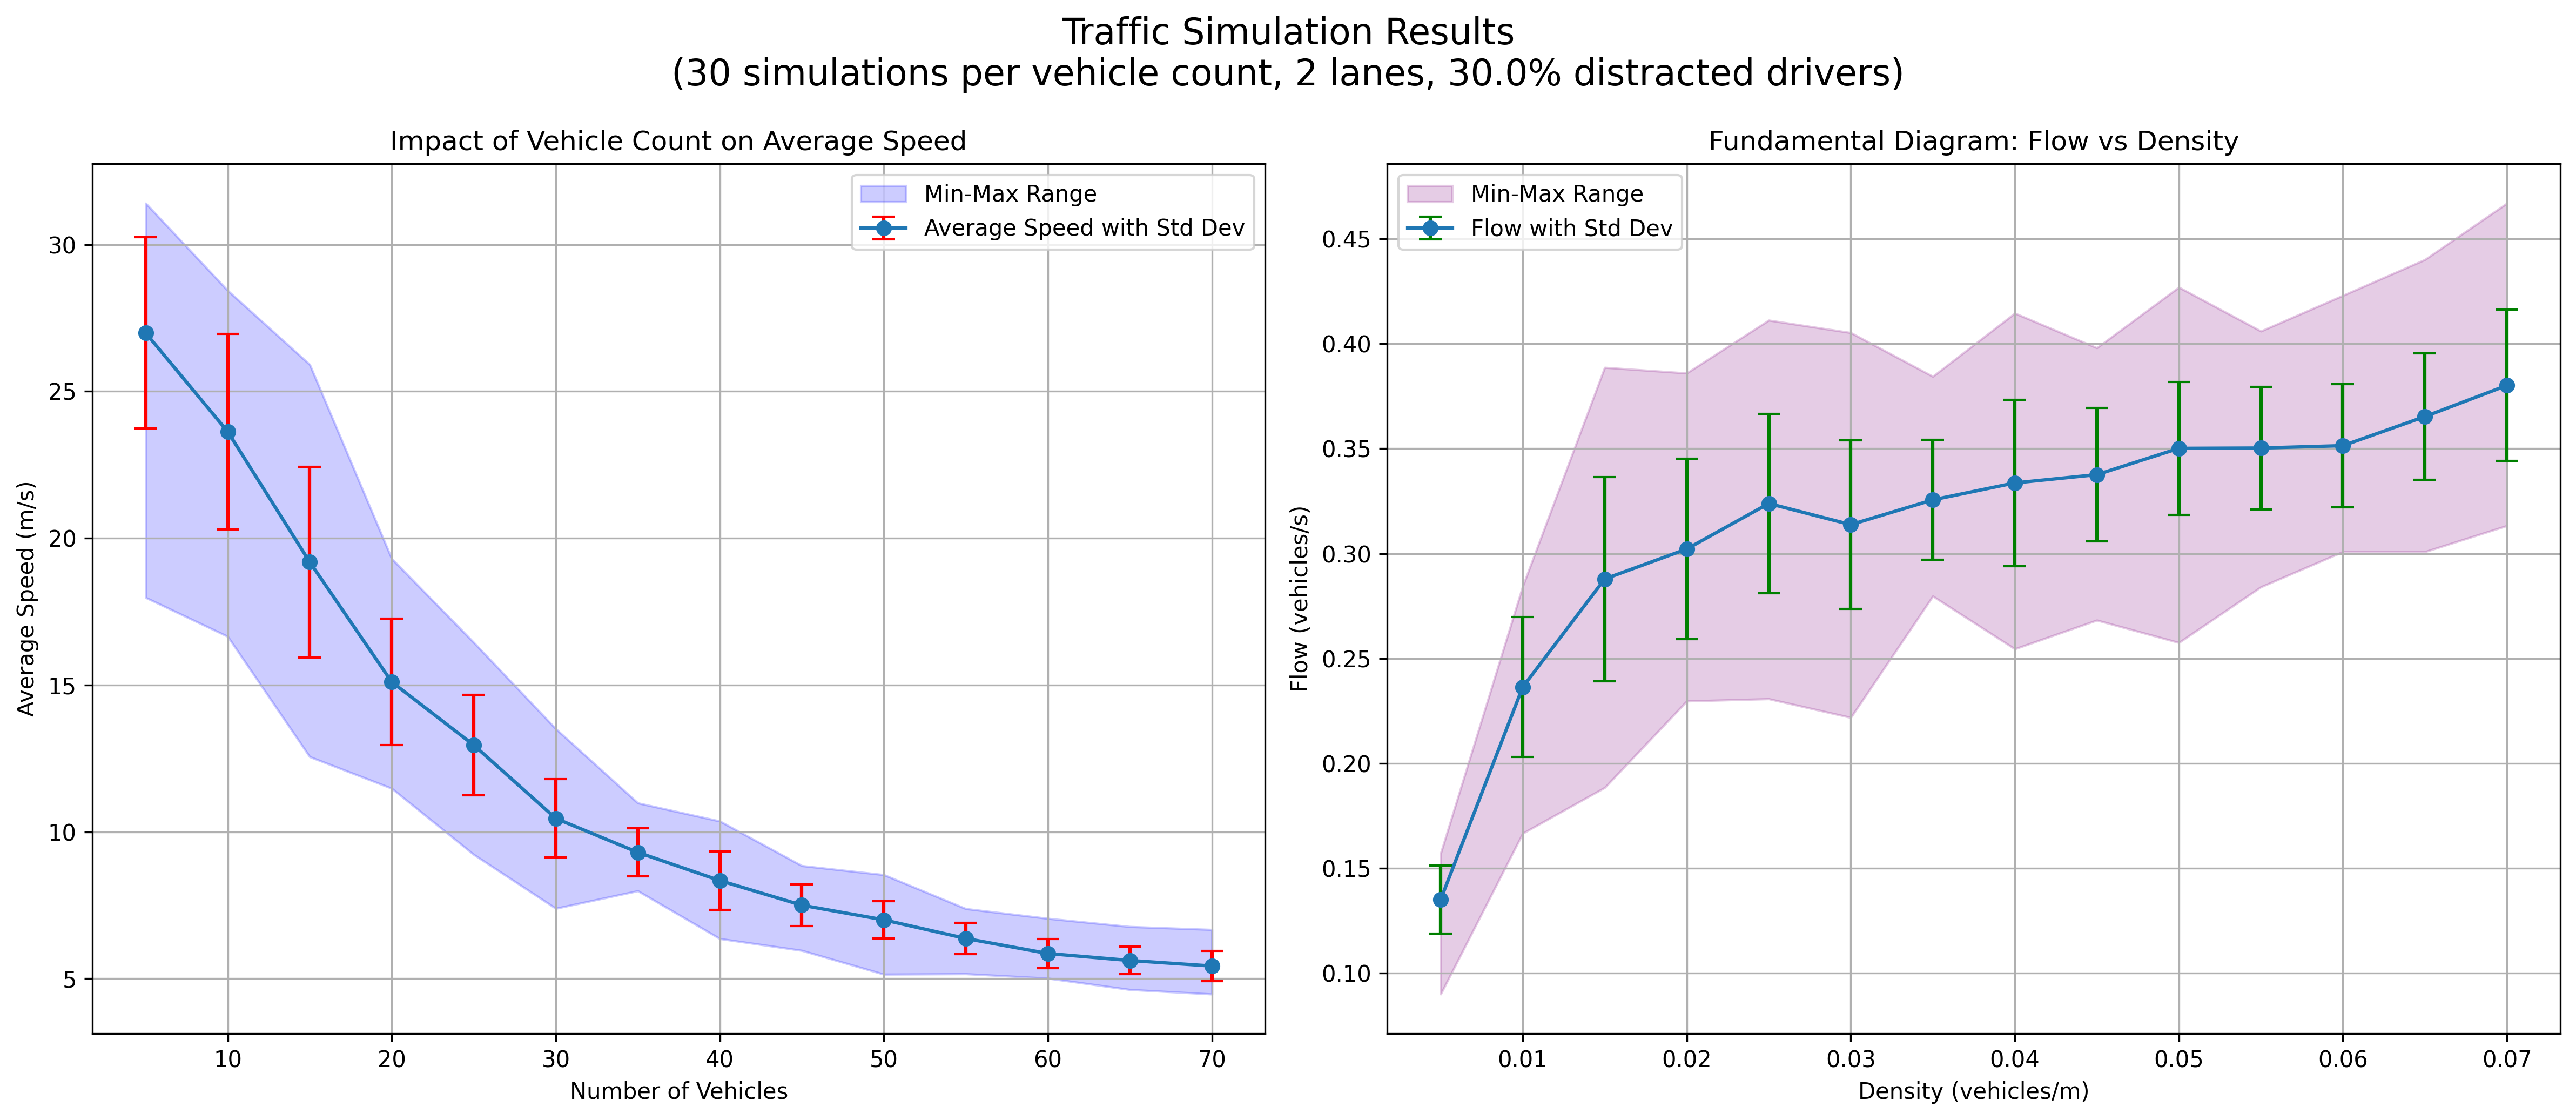 Traffic Simulation Results
(30 simulations per vehicle count, 2 lanes, 30.0% distracted drivers)
Impact of Vehicle Count on Average Speed
Min-Max Range
Average Speed with Std Dev
Average Speed (m/s)
30
25
20
15
10
5
10 20 30 40 50 60 70
Number of Vehicles
Fundamental Diagram: Flow vs Density
Min-Max Range
Flow with Std Dev
Flow (vehicles/s)
0.45
0.40
0.35
0.30
0.25
0.20
0.15
0.10
0.01 0.02 0.03 0.04 0.05 0.06 0.07
Density (vehicles/m)